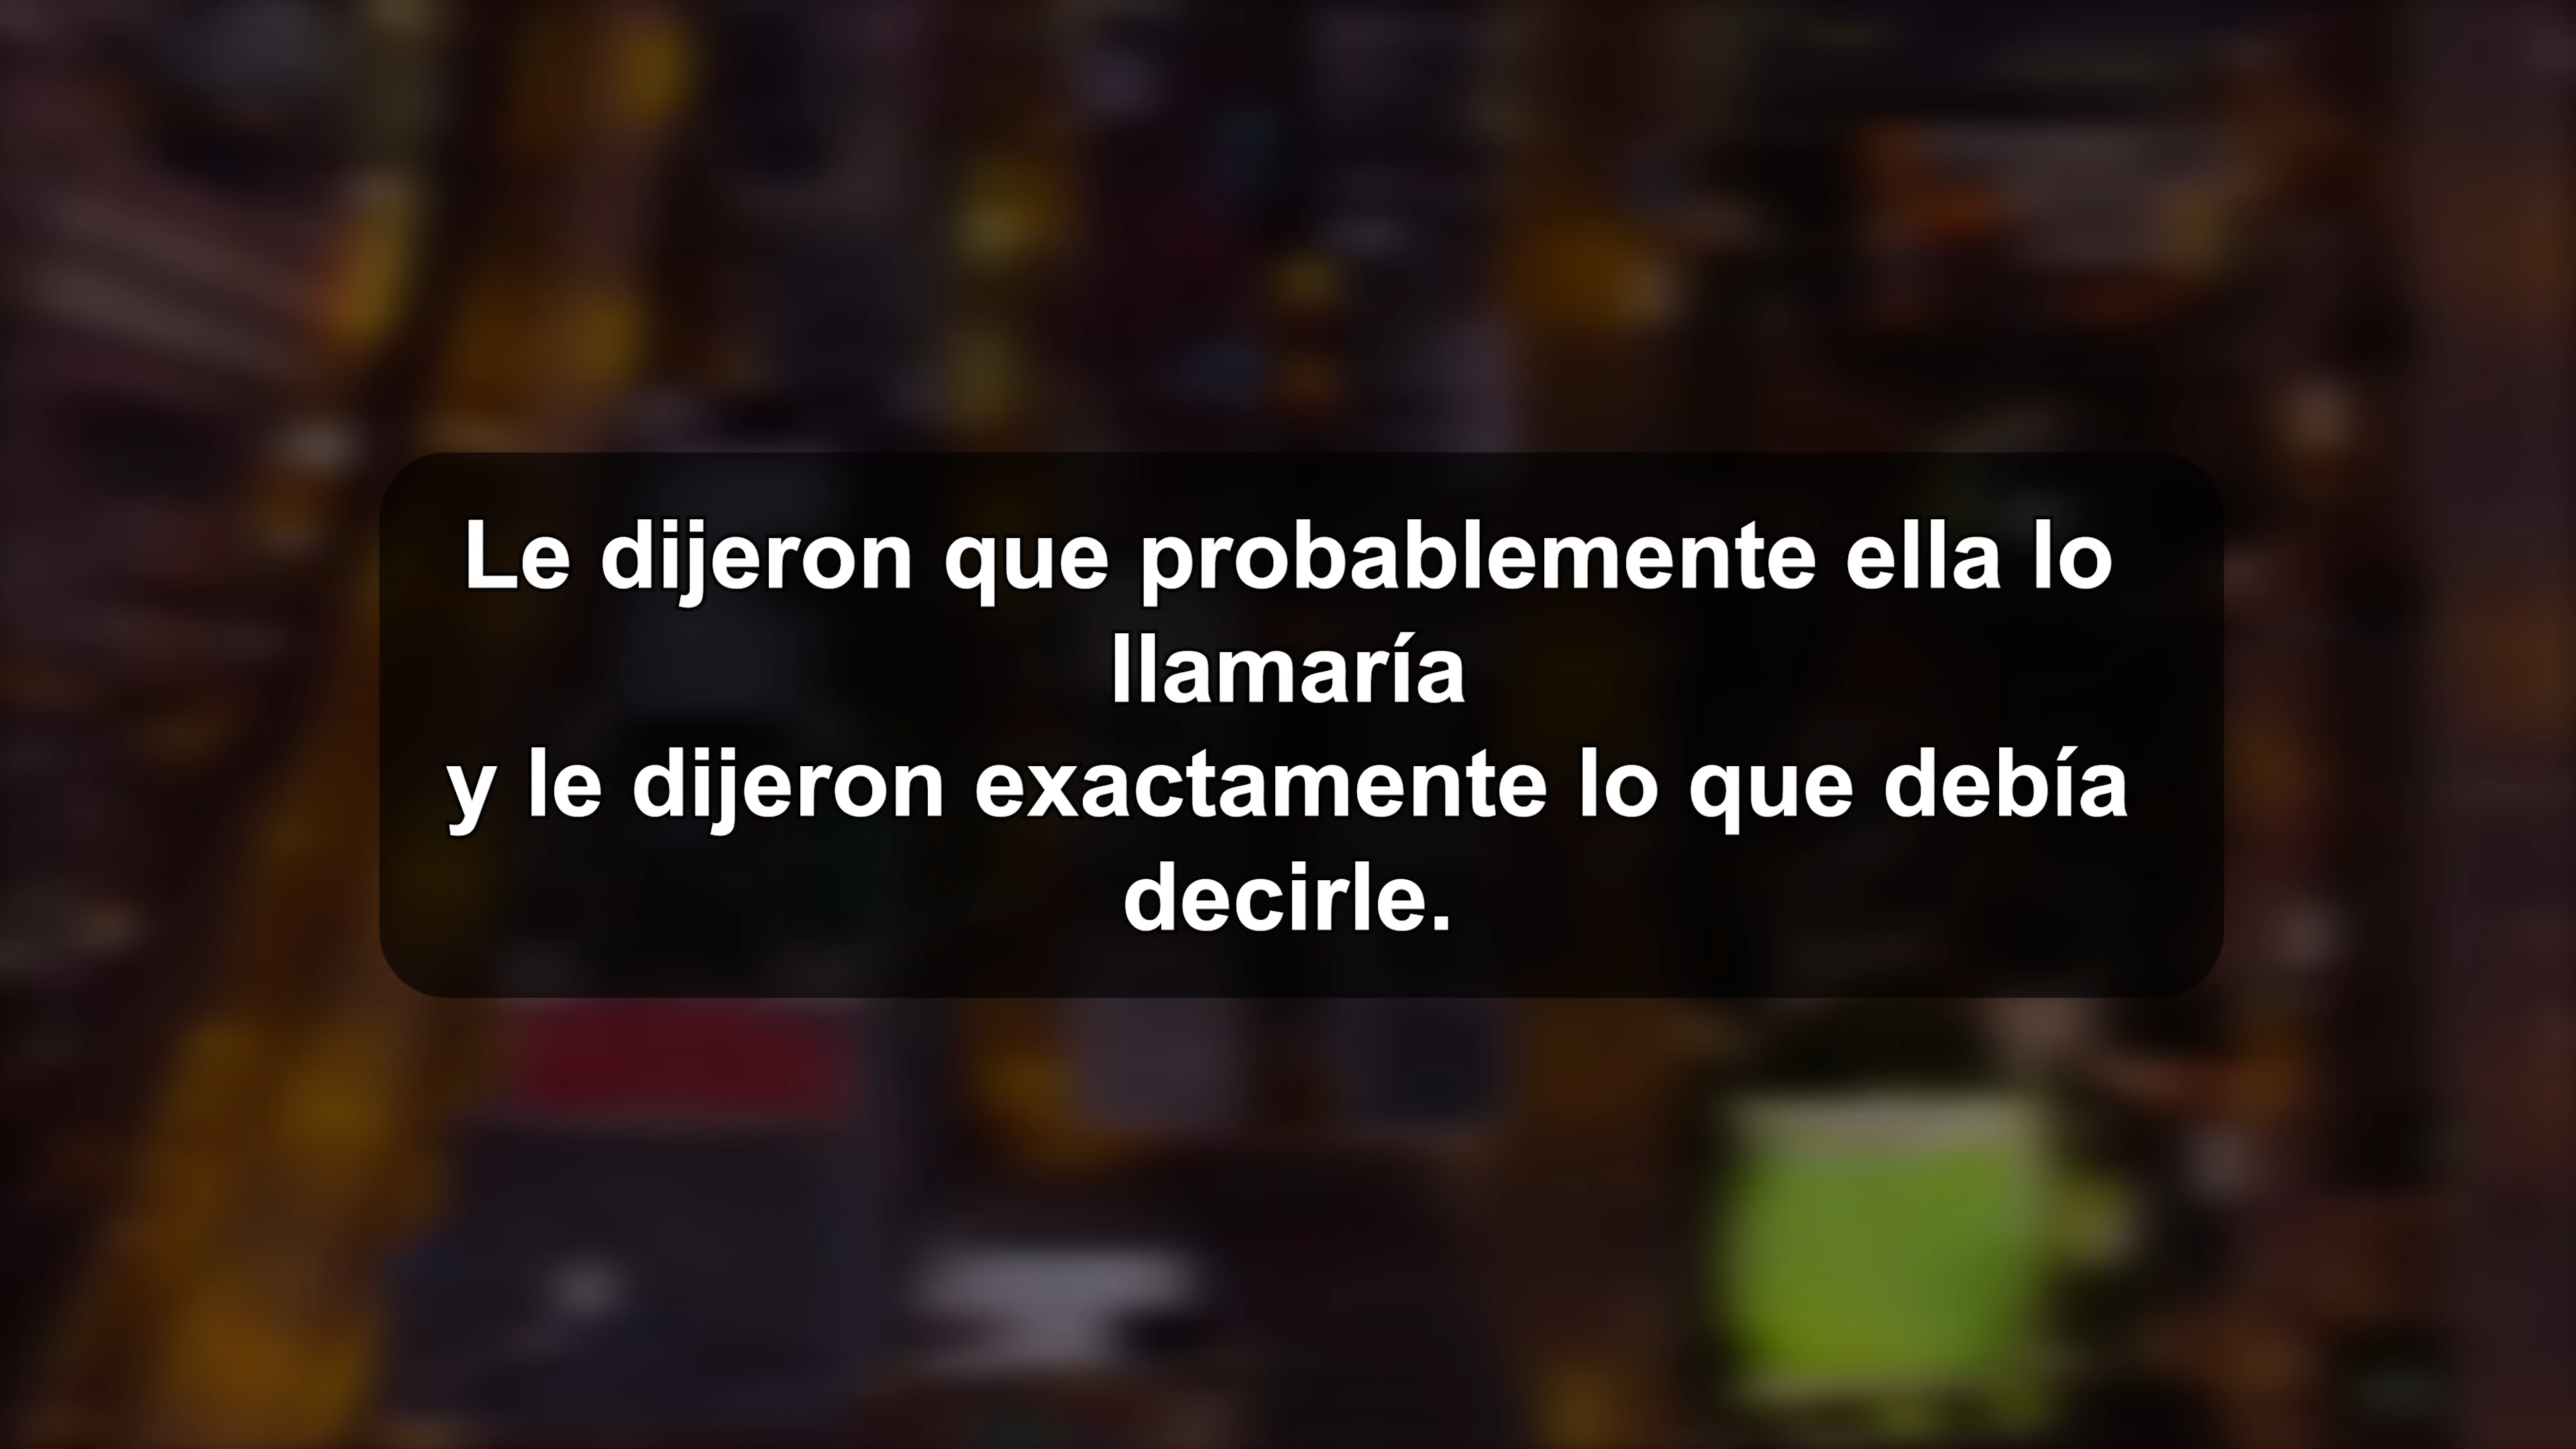 Le dijeron que probablemente ella lo
llamaría
y le dijeron exactamente lo que debía
decirle.